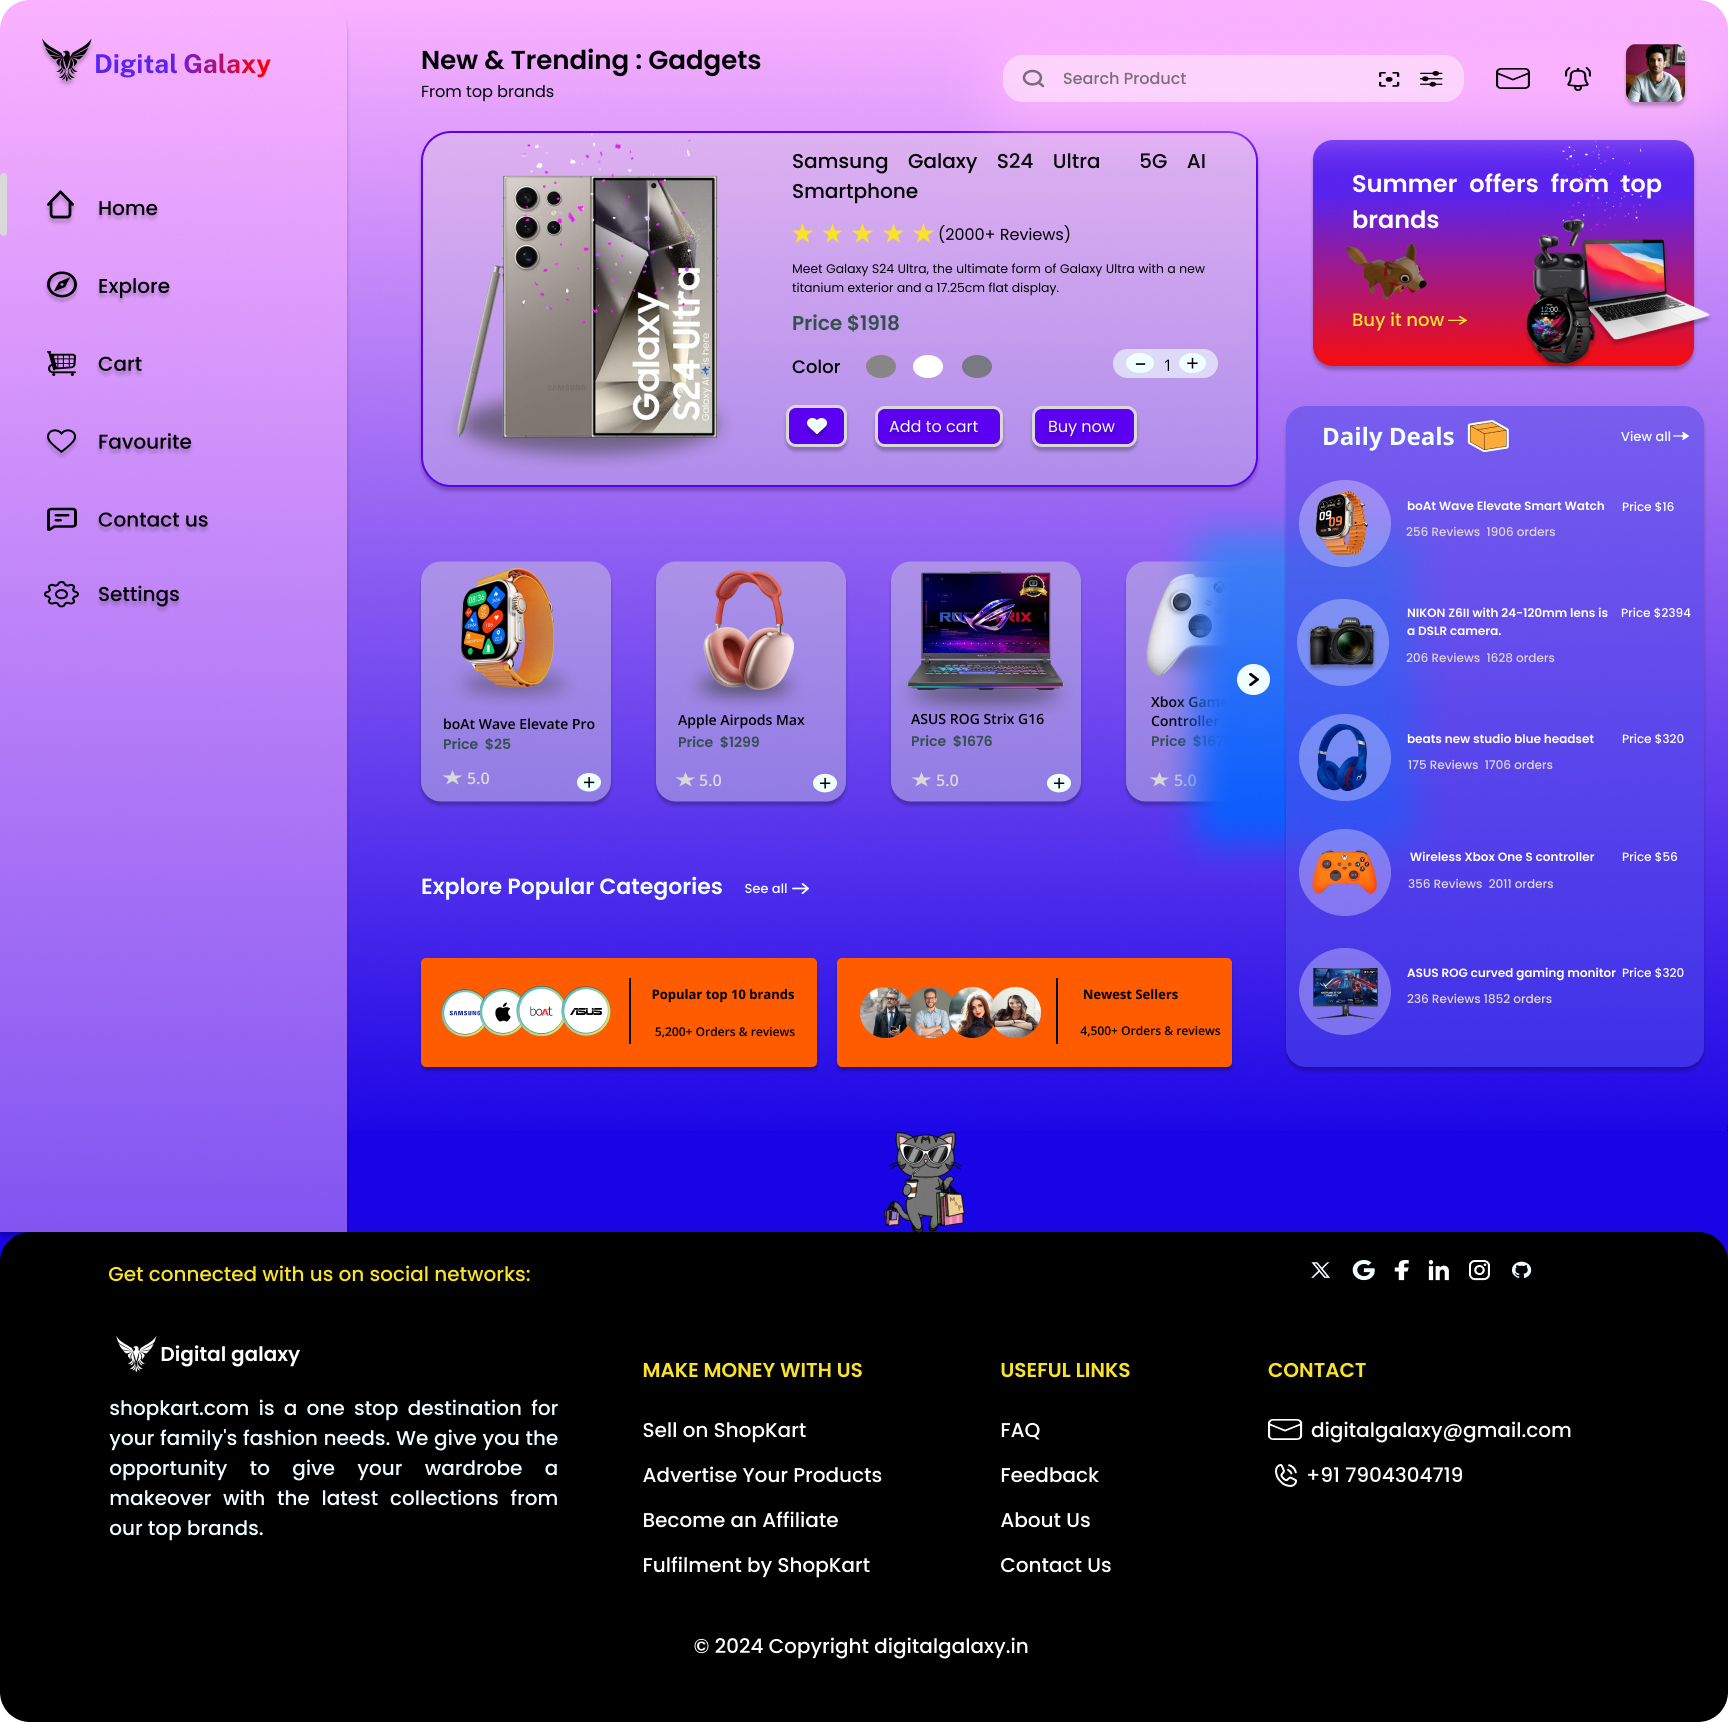 Digital Galaxy
Home
Explore
Cart
Favourite
Contact us
Settings
New & Trending : Gadgets
From top brands
Search Product
Samsung Galaxy S24 Ultra 5G AI
Smartphone
(2000+ Reviews)
Meet Galaxy S24 Ultra, the ultimate form of Galaxy Ultra with a new
titanium exterior and a 17.25cm flat display.
Price $1918
Color
1
Add to cart
Buy now
SAMSUNG
Galaxy
S24 Ultra
Galaxy AI is here
Summer offers from top
brands
Buy it now
12:00
Daily Deals
View all
boAt Wave Elevate Smart Watch
Price $16
256 Reviews 1906 orders
09
09
NIKON Z6II with 24-120mm lens is
a DSLR camera.
Price $2394
206 Reviews 1628 orders
beats new studio blue headset
Price $320
175 Reviews 1706 orders
Wireless Xbox One S controller
Price $56
356 Reviews 2011 orders
ASUS ROG curved gaming monitor
Price $320
236 Reviews 1852 orders
08:36
boAt Wave Elevate Pro
Price $25
5.0
Apple Airpods Max
Price $1299
5.0
ASUS ROG Strix G16
Price $1676
5.0
Xbox Game
Controller
Price $167
5.0
Explore Popular Categories
See all
SAMSUNG
boAt
ASUS
Popular top 10 brands
5,200+ Orders & reviews
Newest Sellers
4,500+ Orders & reviews
Get connected with us on social networks:
Digital galaxy
shopkart.com is a one stop destination for
your family's fashion needs. We give you the
opportunity to give your wardrobe a
makeover with the latest collections from
our top brands.
MAKE MONEY WITH US
Sell on ShopKart
Advertise Your Products
Become an Affiliate
Fulfilment by ShopKart
USEFUL LINKS
FAQ
Feedback
About Us
Contact Us
CONTACT
digitalgalaxy@gmail.com
+91 7904304719
© 2024 Copyright digitalgalaxy.in